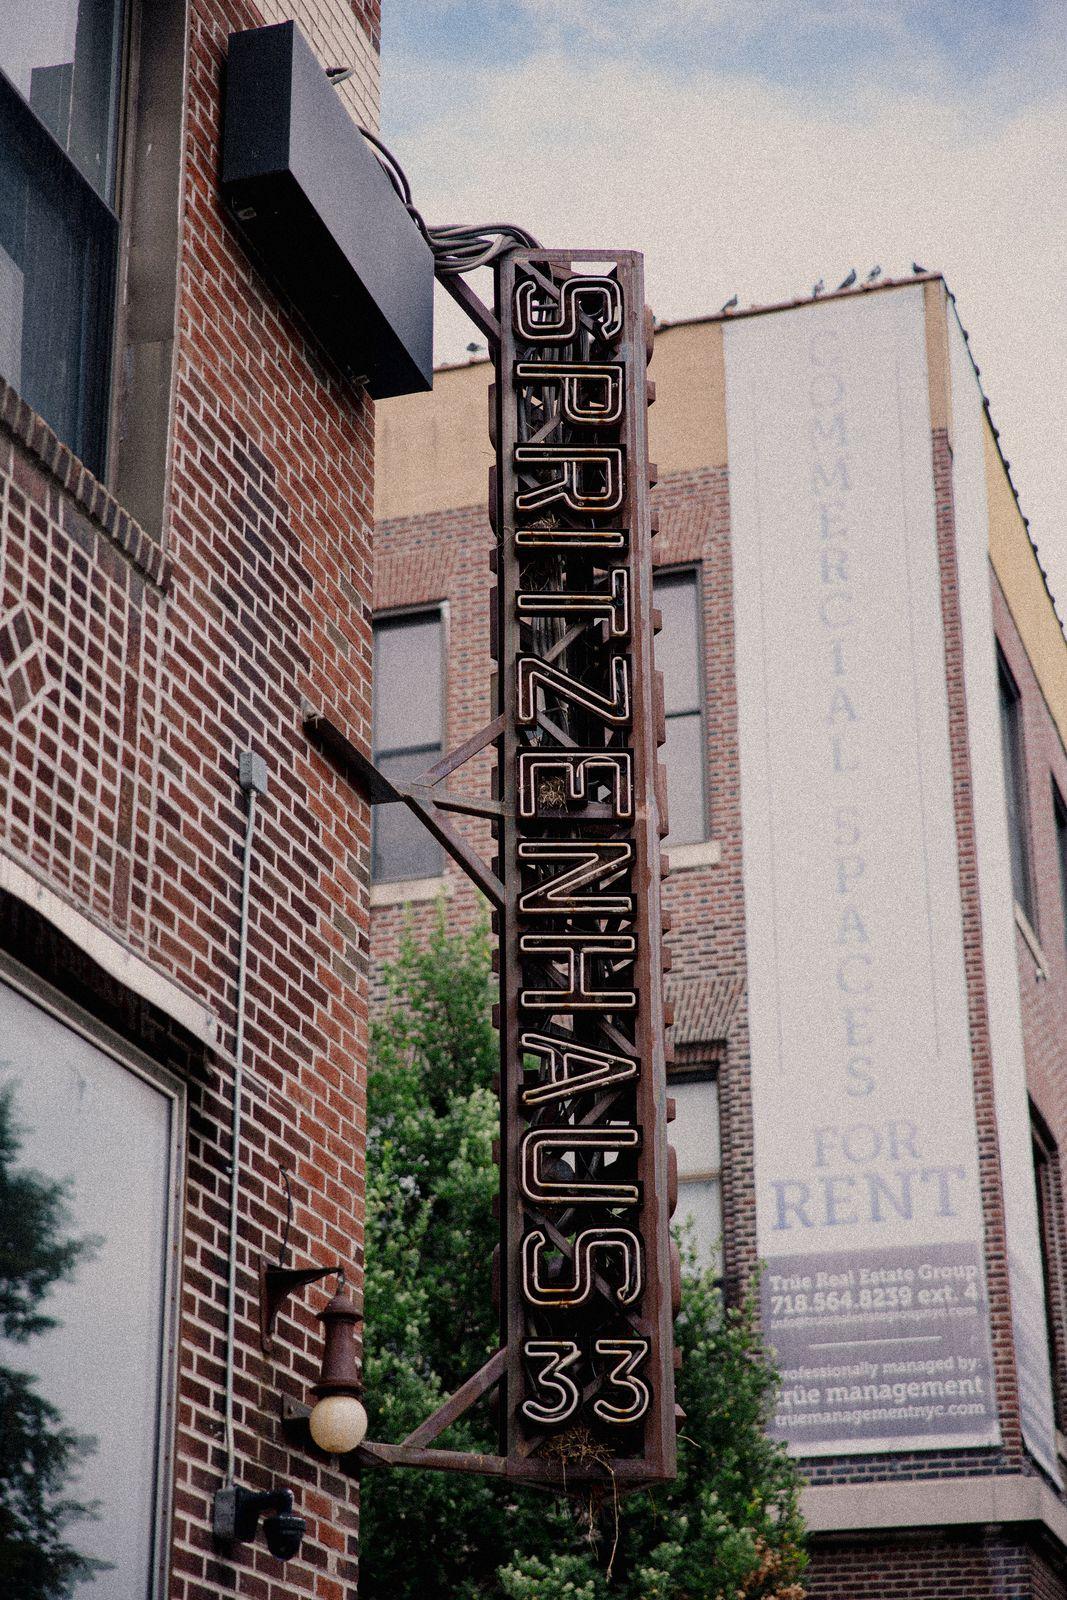 SPRITZENHAUS
33
COMMERCIAL SPACES
FOR
RENT
True Real Estate Group
718.564.8239 ext. 4
professionally managed by:
true management
truemanagementnyc.com